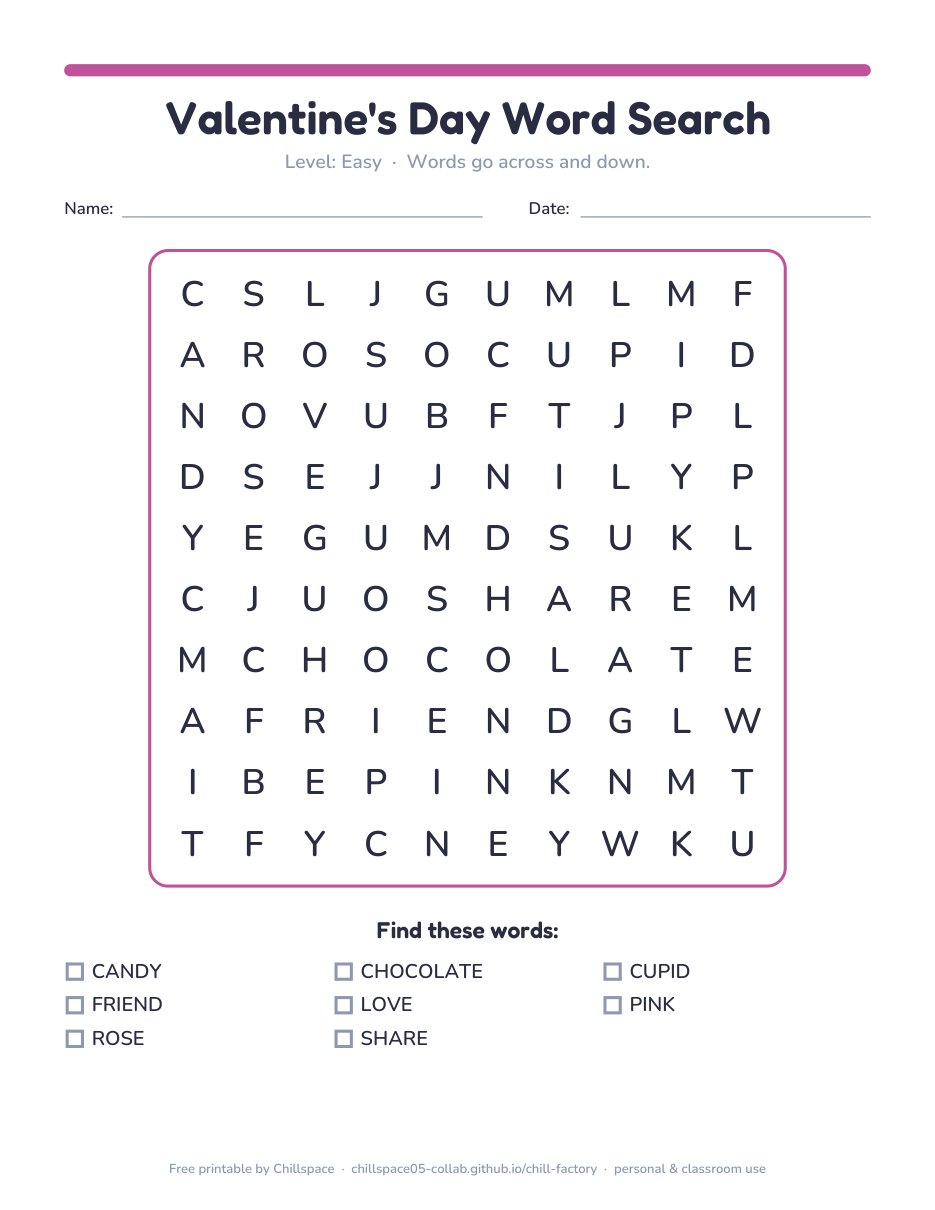 Valentine's Day Word Search
Level: Easy · Words go across and down.
Name: Date:
C S L J G U M L M F
A R O S O C U P I D
N O V U B F T J P L
D S E J J N I L Y P
Y E G U M D S U K L
C J U O S H A R E M
M C H O C O L A T E
A F R I E N D G L W
I B E P I N K N M T
T F Y C N E Y W K U
Find these words:
CANDY CHOCOLATE CUPID
FRIEND LOVE PINK
ROSE SHARE
Free printable by Chillspace · chillspace05-collab.github.io/chill-factory · personal & classroom use